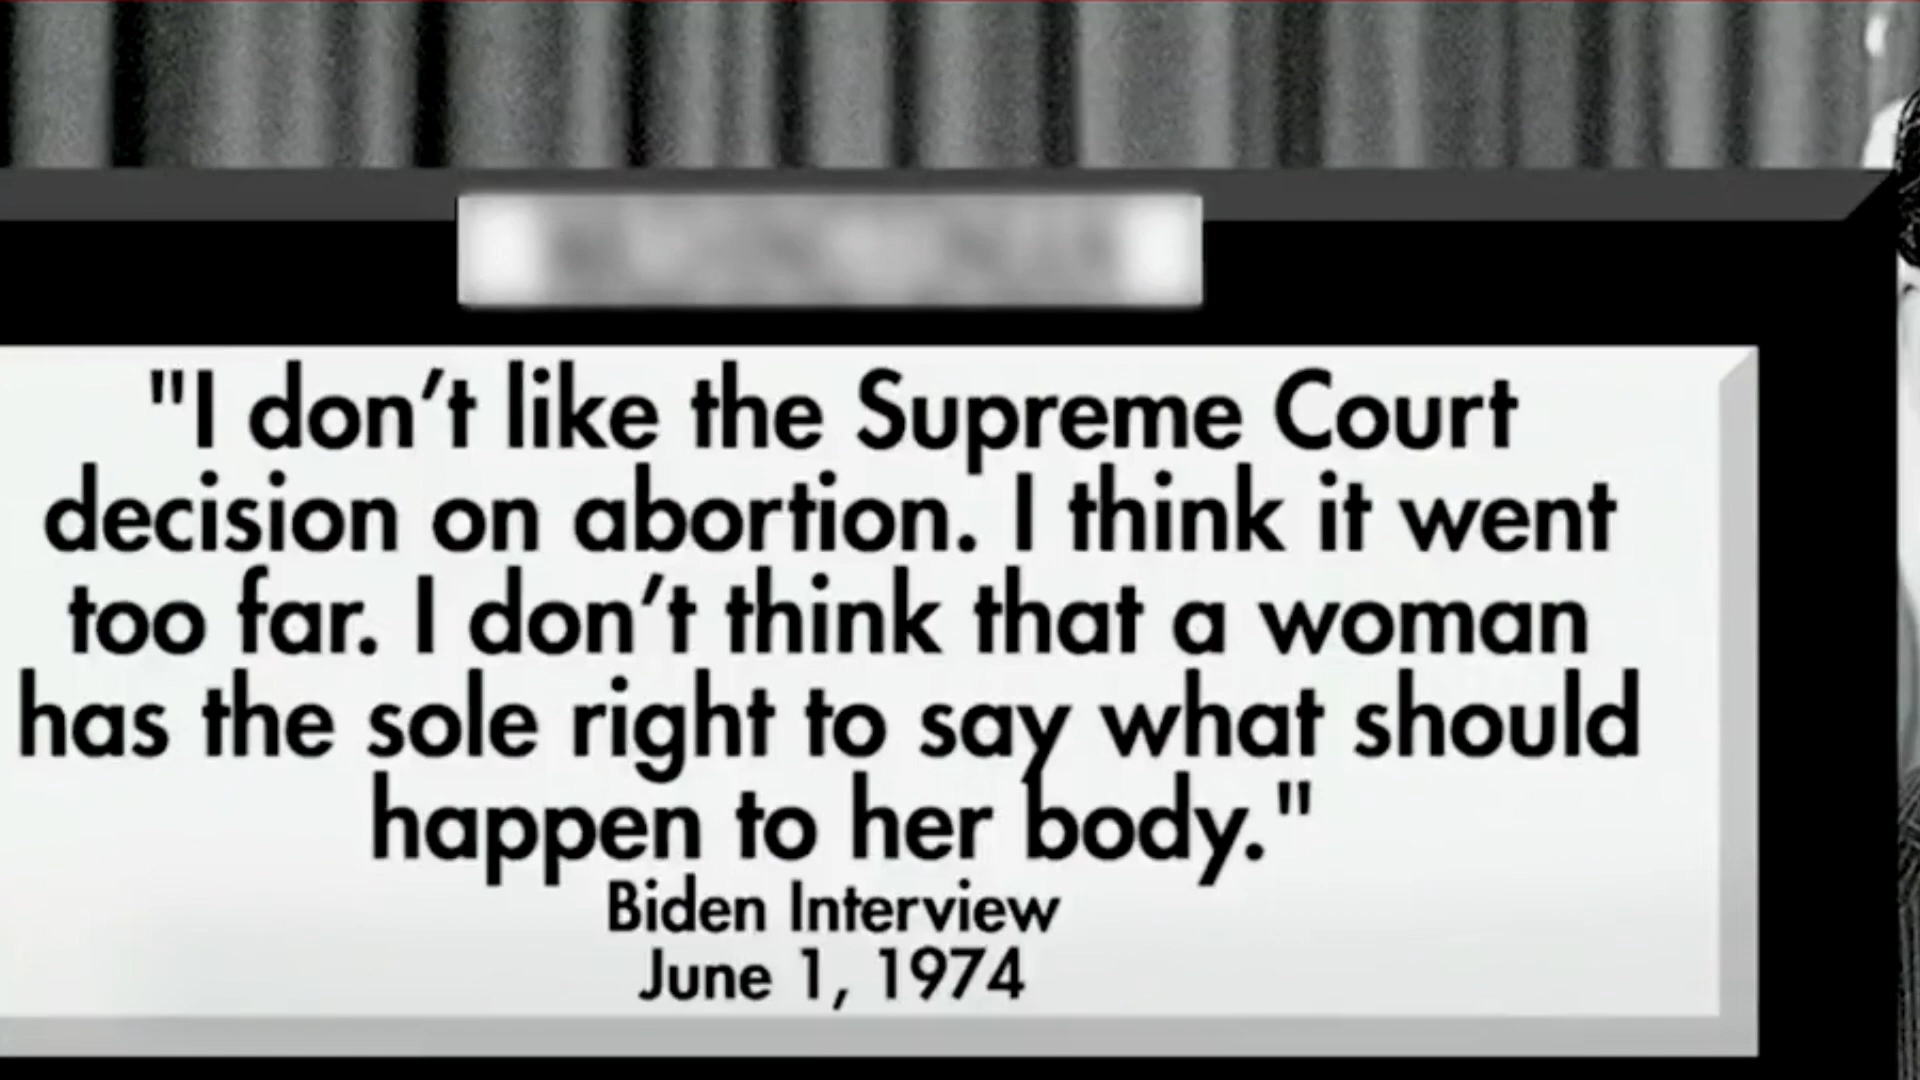 "I don't like the Supreme Court
decision on abortion. I think it went
too far. I don't think that a woman
has the sole right to say what should
happen to her body."
Biden Interview
June 1, 1974